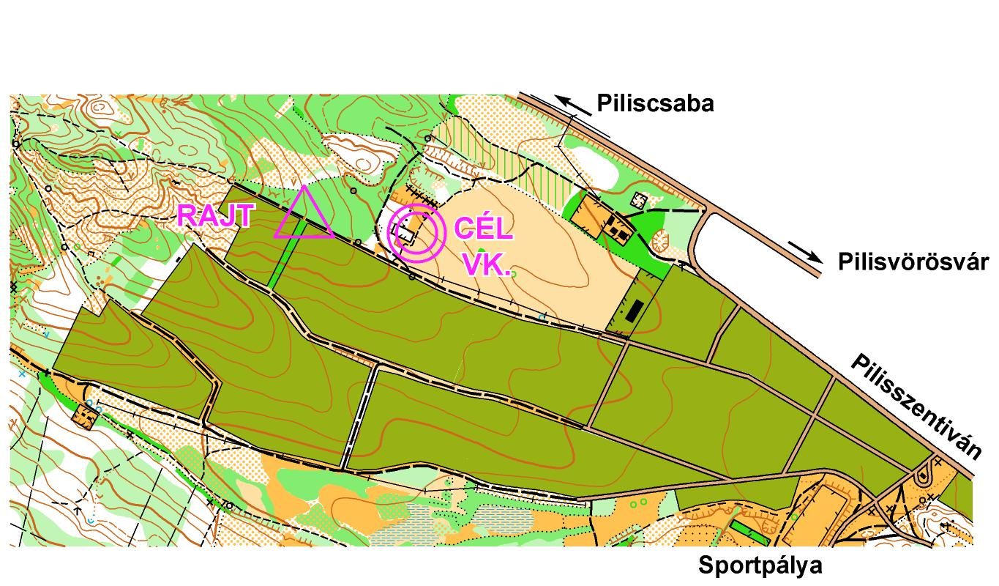 Piliscsaba
RAJT
CÉL
VK.
Pilisvörösvár
Pilisszentiván
Sportpálya